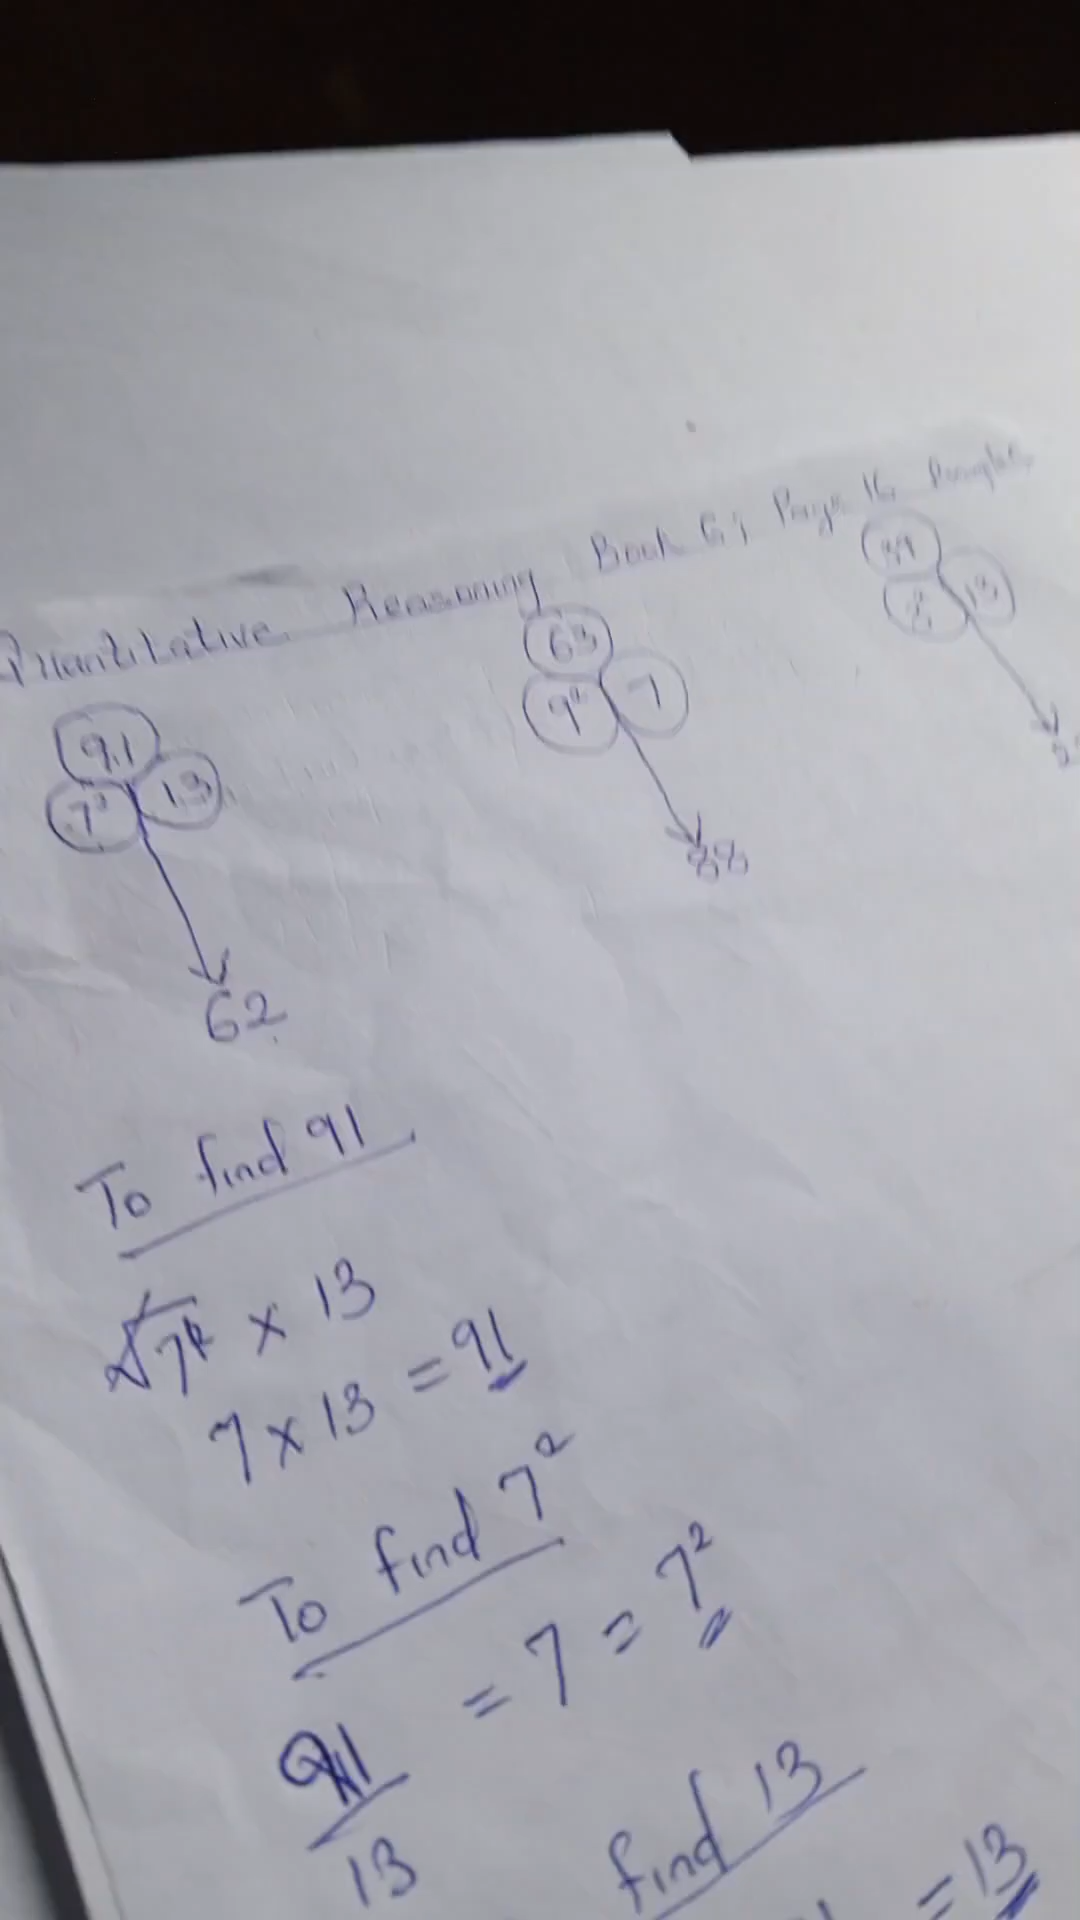 Quantitative Reasoning Book 6; Page 16
91 7² 13 62
63 9² 7 88
13
To find 91
√7² × 13
7 × 13 = 91
To find 7²
91/13 = 7 = 7²
find 13
= 13